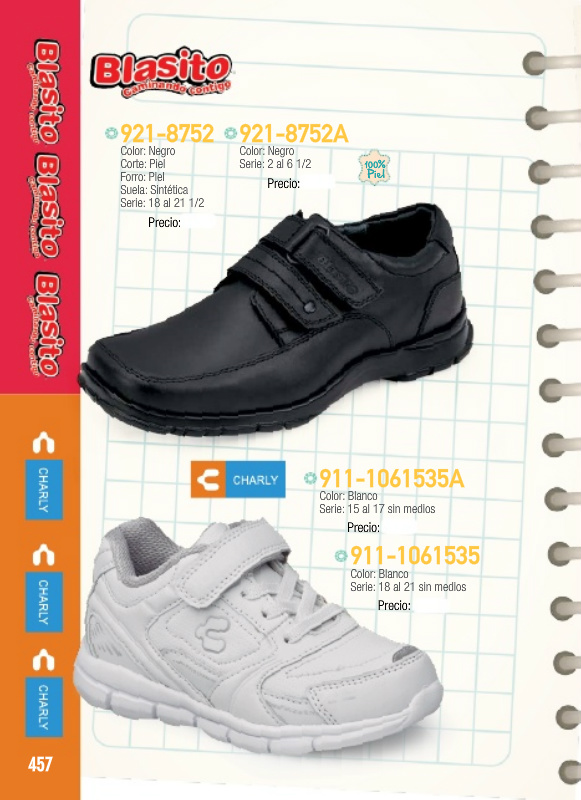 Blasito
Caminando contigo
Blasito
Caminando contigo
Blasito
Caminando contigo
Blasito
Caminando contigo
921-8752
Color: Negro
Corte: Piel
Forro: Piel
Suela: Sintética
Serie: 18 al 21 1/2
Precio:
921-8752A
Color: Negro
Serie: 2 al 6 1/2
Precio:
100%
Piel
CHARLY
911-1061535A
Color: Blanco
Serie: 15 al 17 sin medios
Precio:
911-1061535
Color: Blanco
Serie: 18 al 21 sin medios
Precio:
CHARLY
CHARLY
CHARLY
457